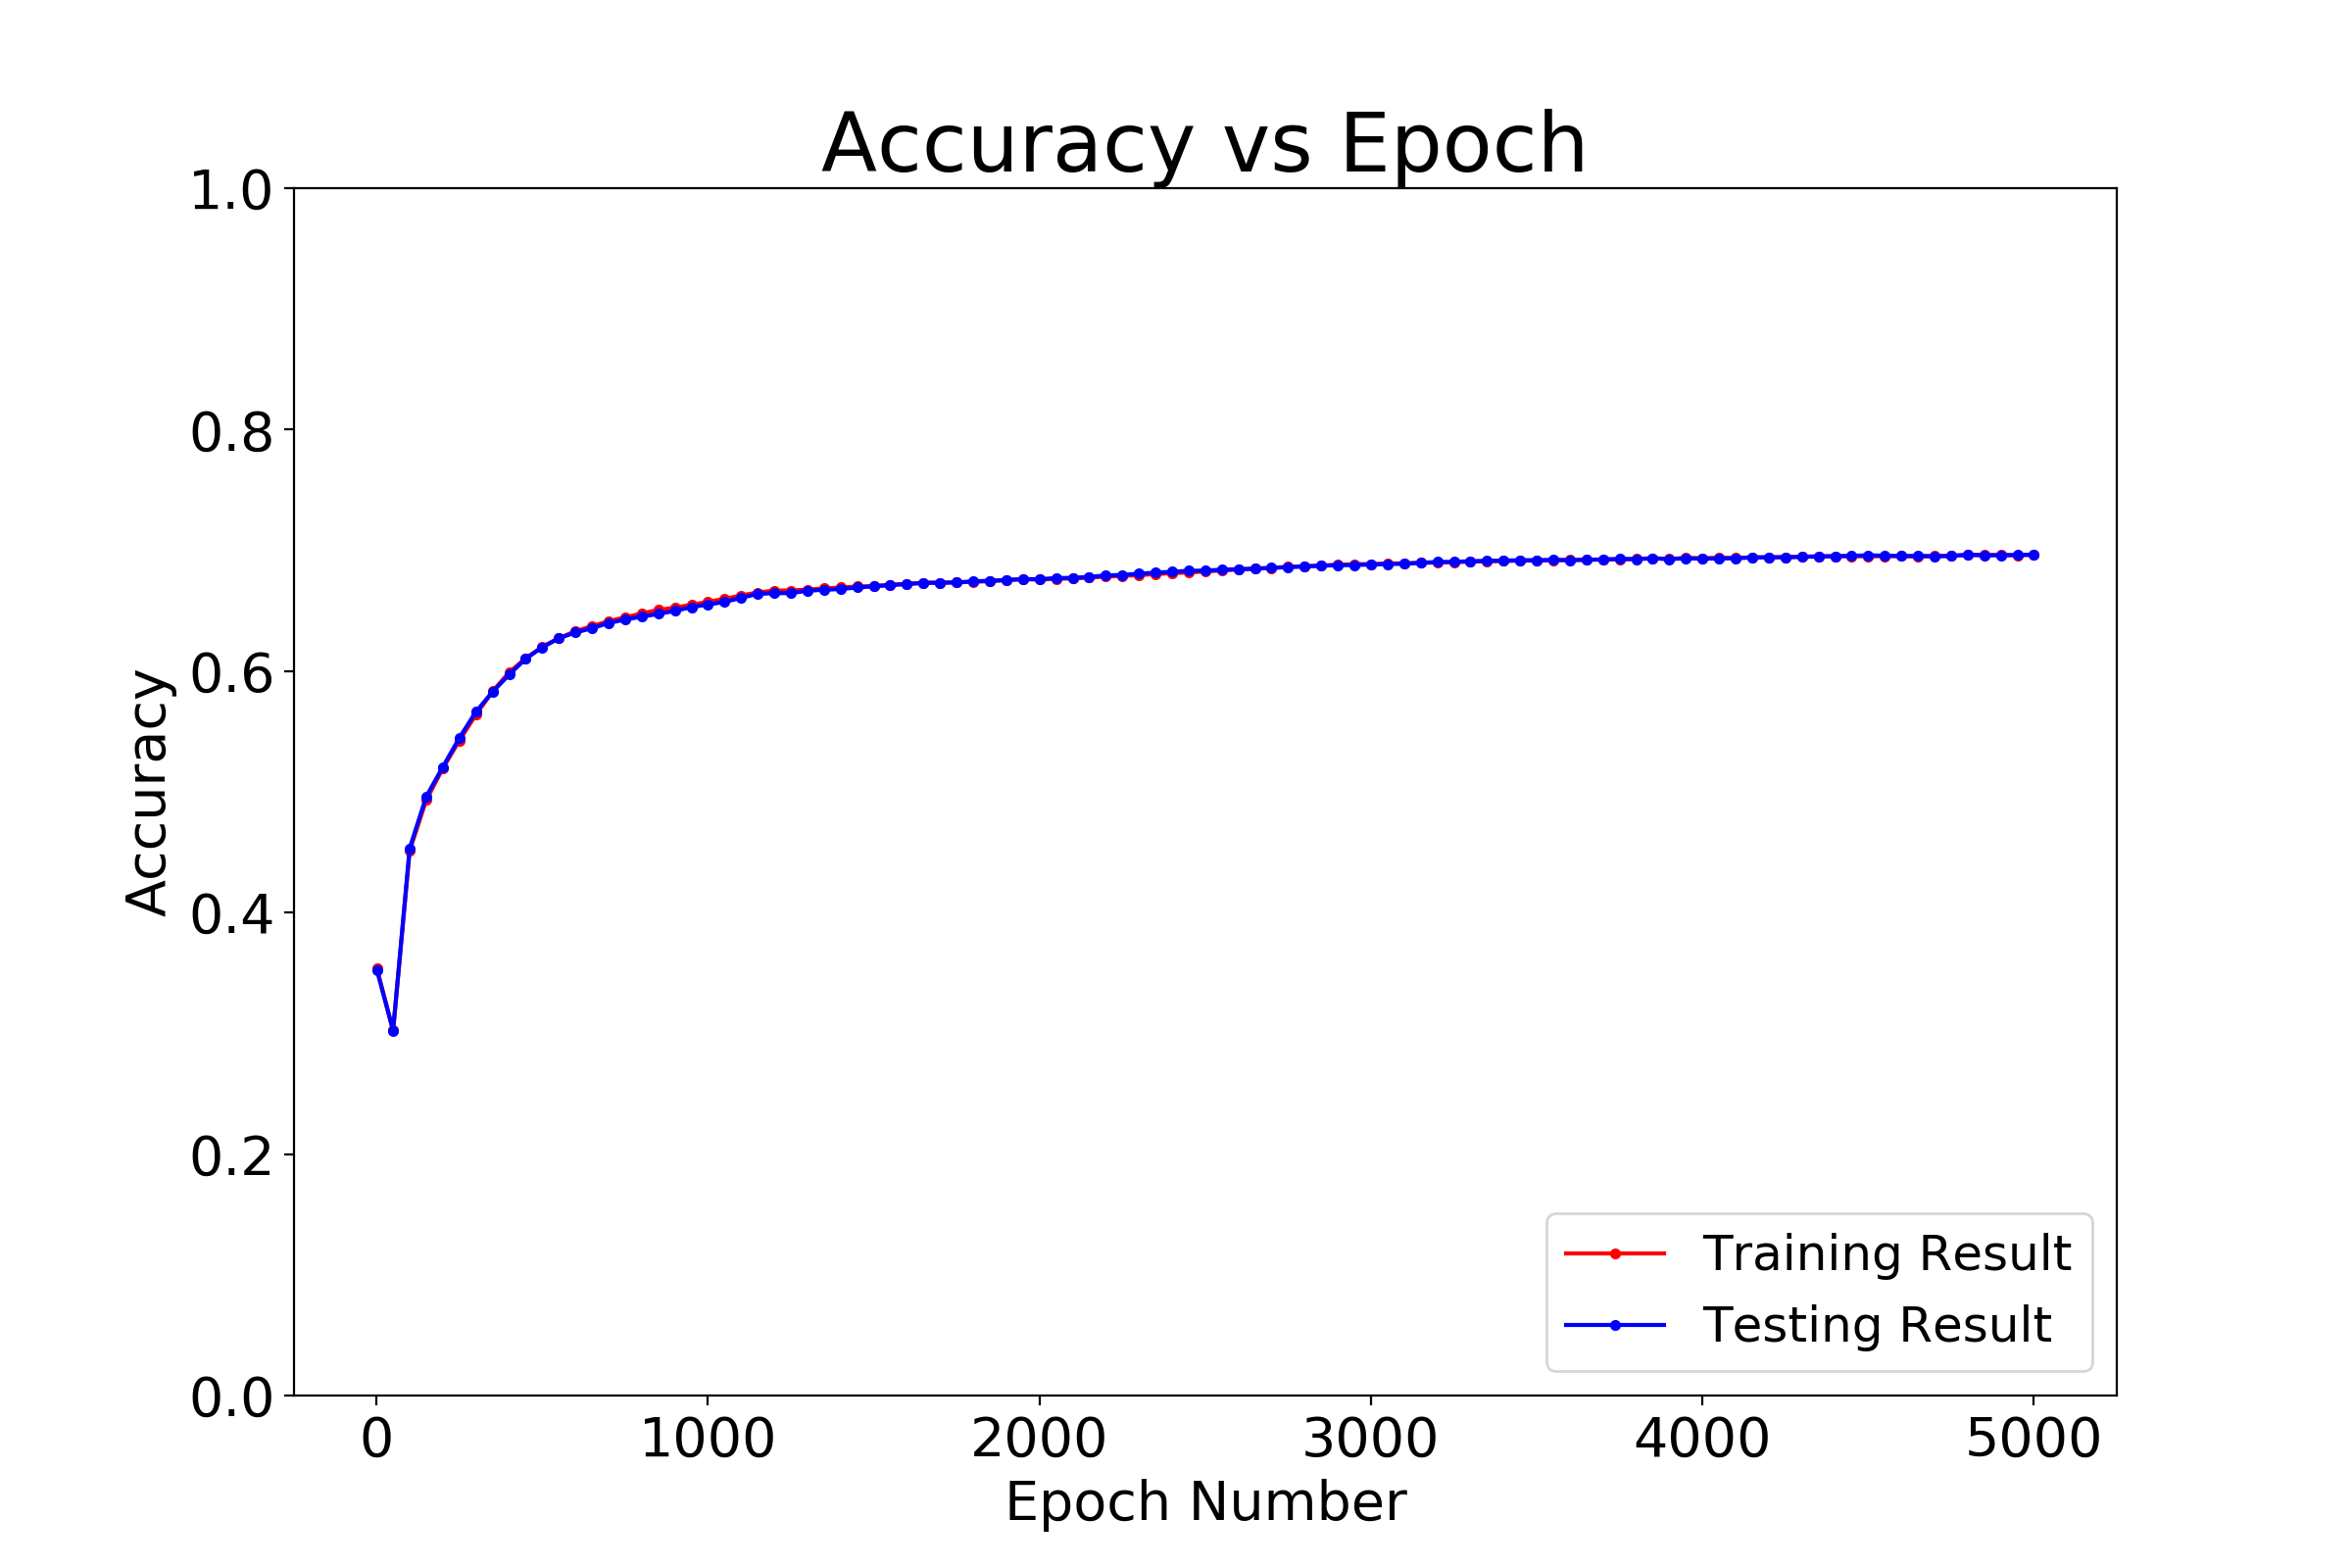 Accuracy vs Epoch
1.0
0.8
0.6
0.4
0.2
0.0
Accuracy
0 1000 2000 3000 4000 5000
Epoch Number
Training Result
Testing Result